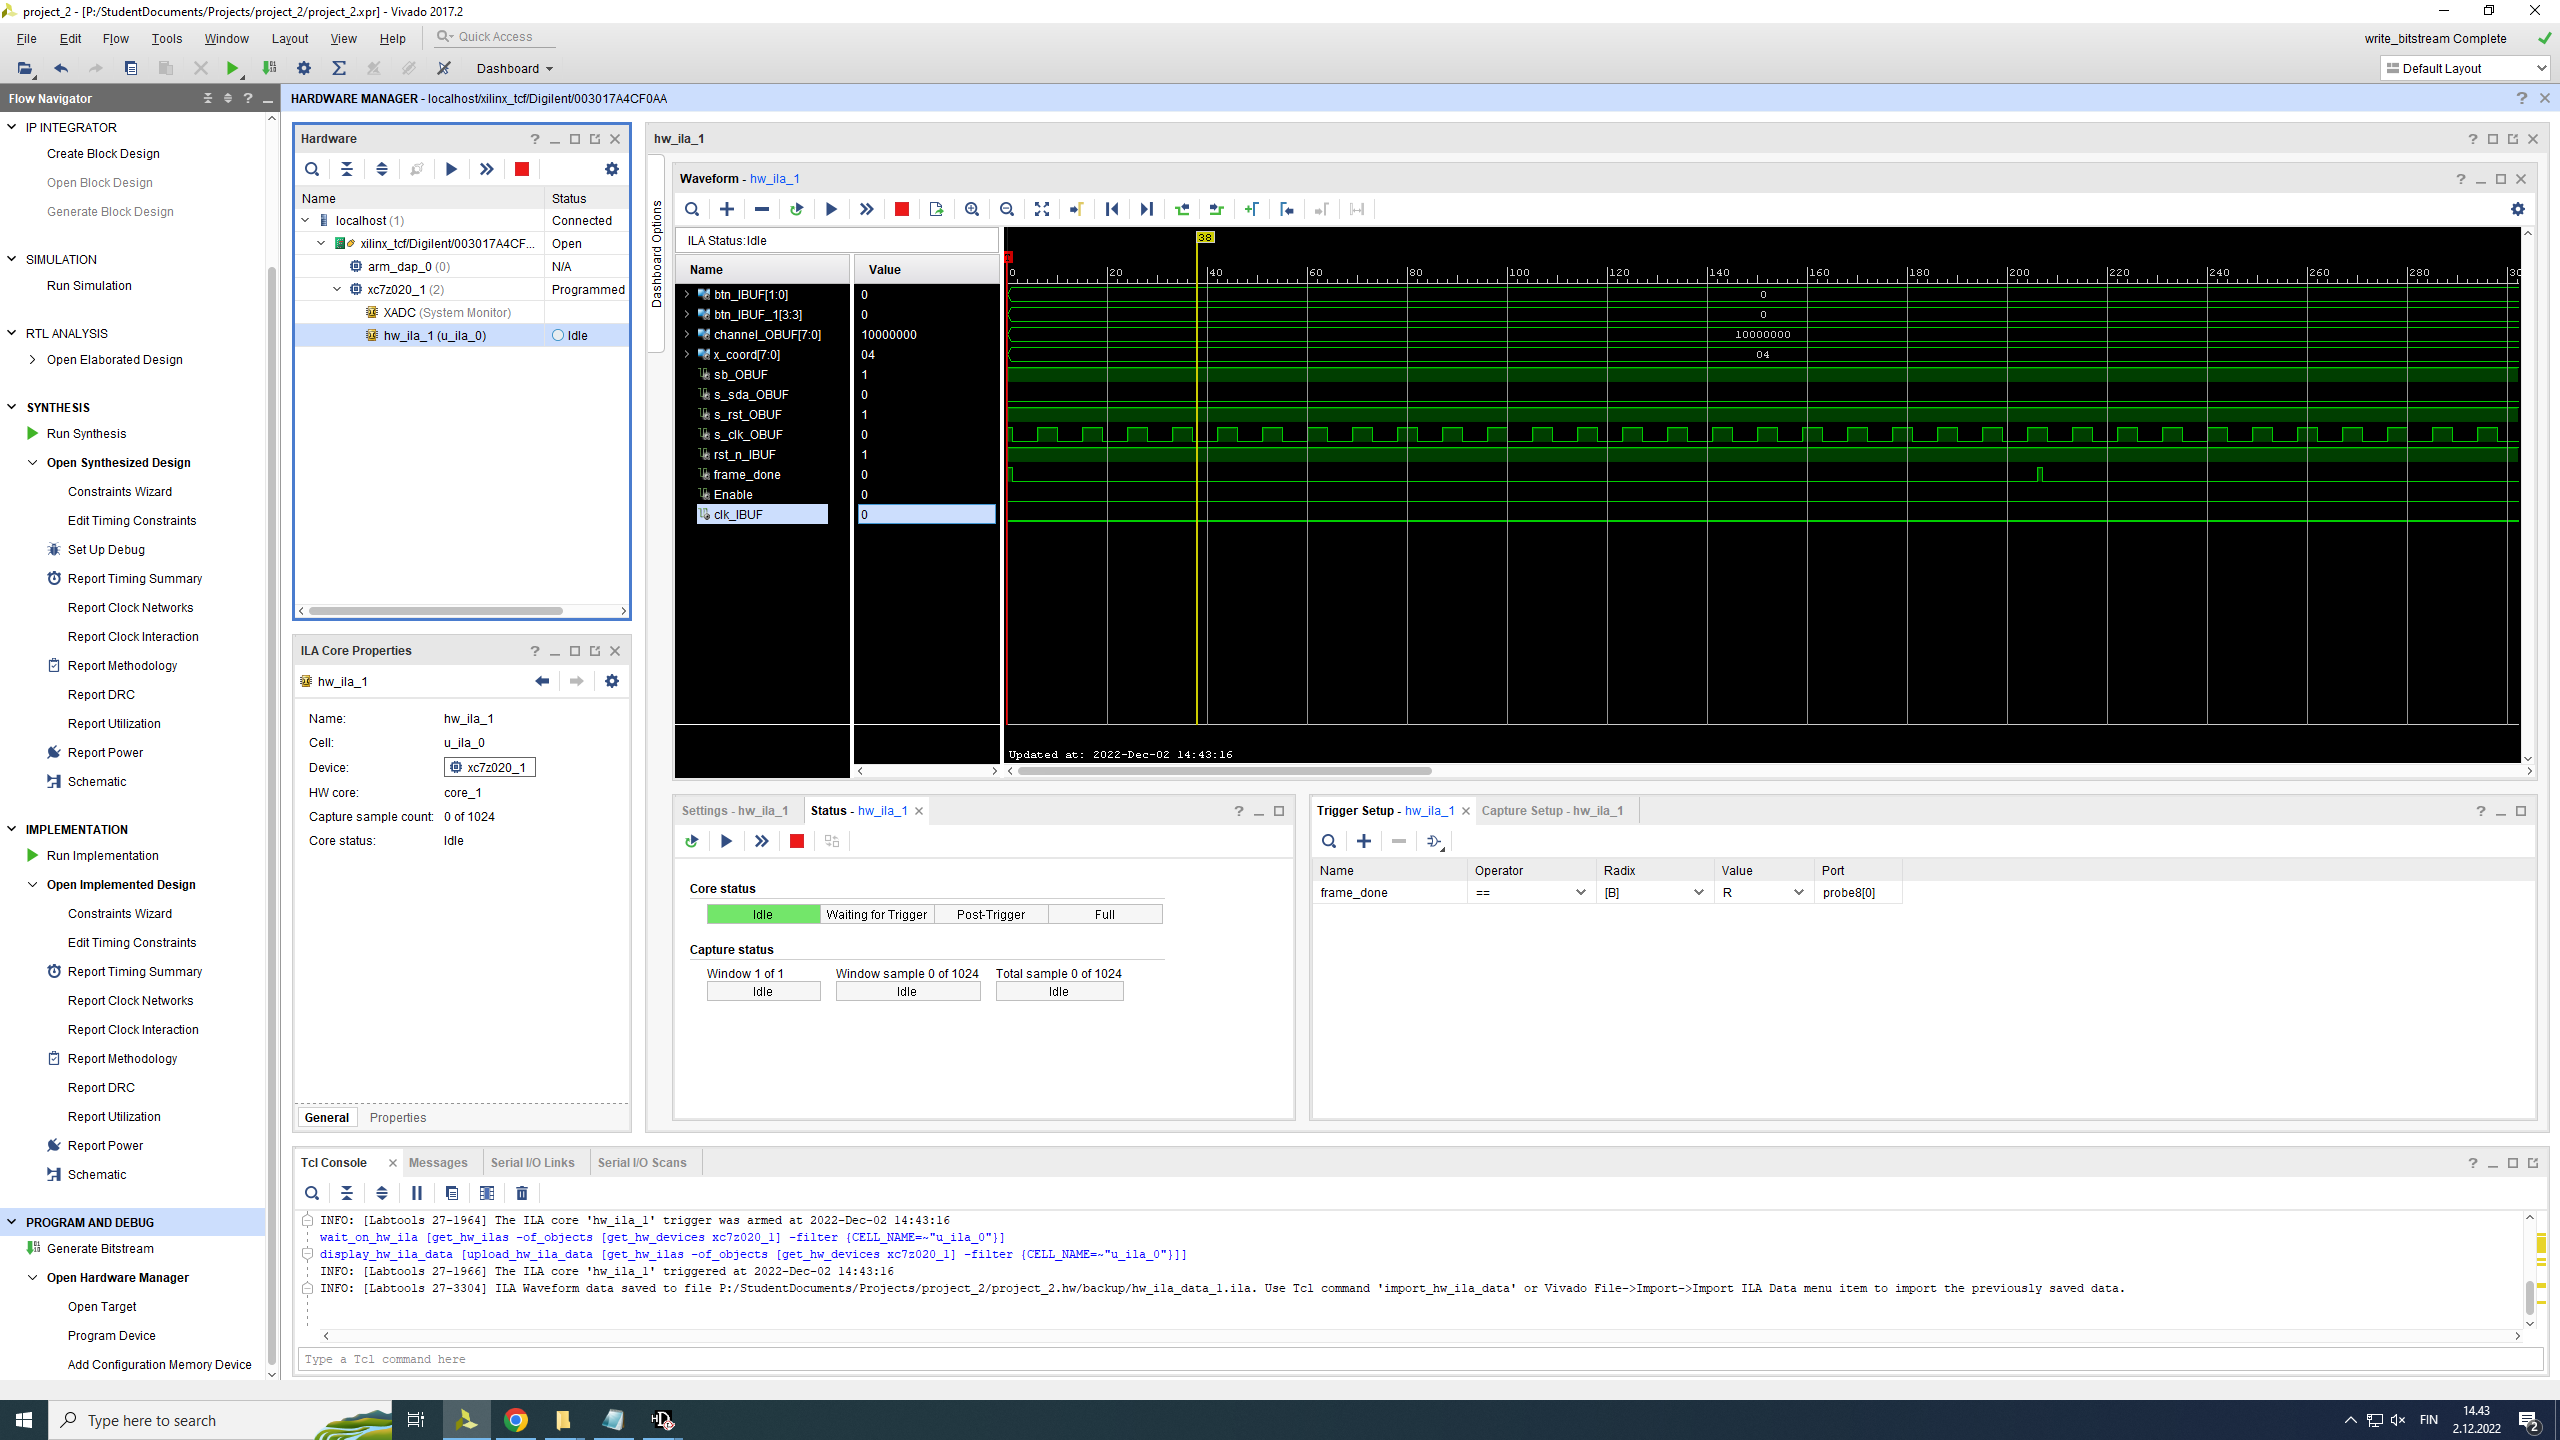 project_2 - [P:/StudentDocuments/Projects/project_2/project_2.xpr] - Vivado 2017.2
File Edit Flow Tools Window Layout View Help Quick Access
write_bitstream Complete
Dashboard
Default Layout
Flow Navigator
HARDWARE MANAGER - localhost/xilinx_tcf/Digilent/003017A4CF0AA
IP INTEGRATOR
Create Block Design
Open Block Design
Generate Block Design
SIMULATION
Run Simulation
RTL ANALYSIS
Open Elaborated Design
SYNTHESIS
Run Synthesis
Open Synthesized Design
Constraints Wizard
Edit Timing Constraints
Set Up Debug
Report Timing Summary
Report Clock Networks
Report Clock Interaction
Report Methodology
Report DRC
Report Utilization
Report Power
Schematic
IMPLEMENTATION
Run Implementation
Open Implemented Design
Constraints Wizard
Edit Timing Constraints
Report Timing Summary
Report Clock Networks
Report Clock Interaction
Report Methodology
Report DRC
Report Utilization
Report Power
Schematic
PROGRAM AND DEBUG
Generate Bitstream
Open Hardware Manager
Open Target
Program Device
Add Configuration Memory Device
Hardware
Name Status
localhost (1) Connected
xilinx_tcf/Digilent/003017A4CF... Open
arm_dap_0 (0) N/A
xc7z020_1 (2) Programmed
XADC (System Monitor)
hw_ila_1 (u_ila_0) Idle
ILA Core Properties
hw_ila_1
Name: hw_ila_1
Cell: u_ila_0
Device: xc7z020_1
HW core: core_1
Capture sample count: 0 of 1024
Core status: Idle
General Properties
hw_ila_1
Dashboard Options
Waveform - hw_ila_1
ILA Status:Idle
Name Value
38
0 20 40 60 80 100 120 140 160 180 200 220 240 260 280 30
btn_IBUF[1:0] 0 0
btn_IBUF_1[3:3] 0 0
channel_OBUF[7:0] 10000000 10000000
x_coord[7:0] 04 04
sb_OBUF 1
s_sda_OBUF 0
s_rst_OBUF 1
s_clk_OBUF 0
rst_n_IBUF 1
frame_done 0
Enable 0
clk_IBUF 0
Updated at: 2022-Dec-02 14:43:16
Settings - hw_ila_1 Status - hw_ila_1
Core status
Idle Waiting for Trigger Post-Trigger Full
Capture status
Window 1 of 1 Window sample 0 of 1024 Total sample 0 of 1024
Idle Idle Idle
Trigger Setup - hw_ila_1 Capture Setup - hw_ila_1
Name Operator Radix Value Port
frame_done == [B] R probe8[0]
Tcl Console Messages Serial I/O Links Serial I/O Scans
INFO: [Labtools 27-1964] The ILA core 'hw_ila_1' trigger was armed at 2022-Dec-02 14:43:16
wait_on_hw_ila [get_hw_ilas -of_objects [get_hw_devices xc7z020_1] -filter {CELL_NAME=~"u_ila_0"}]
display_hw_ila_data [upload_hw_ila_data [get_hw_ilas -of_objects [get_hw_devices xc7z020_1] -filter {CELL_NAME=~"u_ila_0"}]]
INFO: [Labtools 27-1966] The ILA core 'hw_ila_1' triggered at 2022-Dec-02 14:43:16
INFO: [Labtools 27-3304] ILA Waveform data saved to file P:/StudentDocuments/Projects/project_2/project_2.hw/backup/hw_ila_data_1.ila. Use Tcl command 'import_hw_ila_data' or Vivado File->Import->Import ILA Data menu item to import the previously saved data.
Type a Tcl command here
Type here to search
FIN
14.43
2.12.2022
2